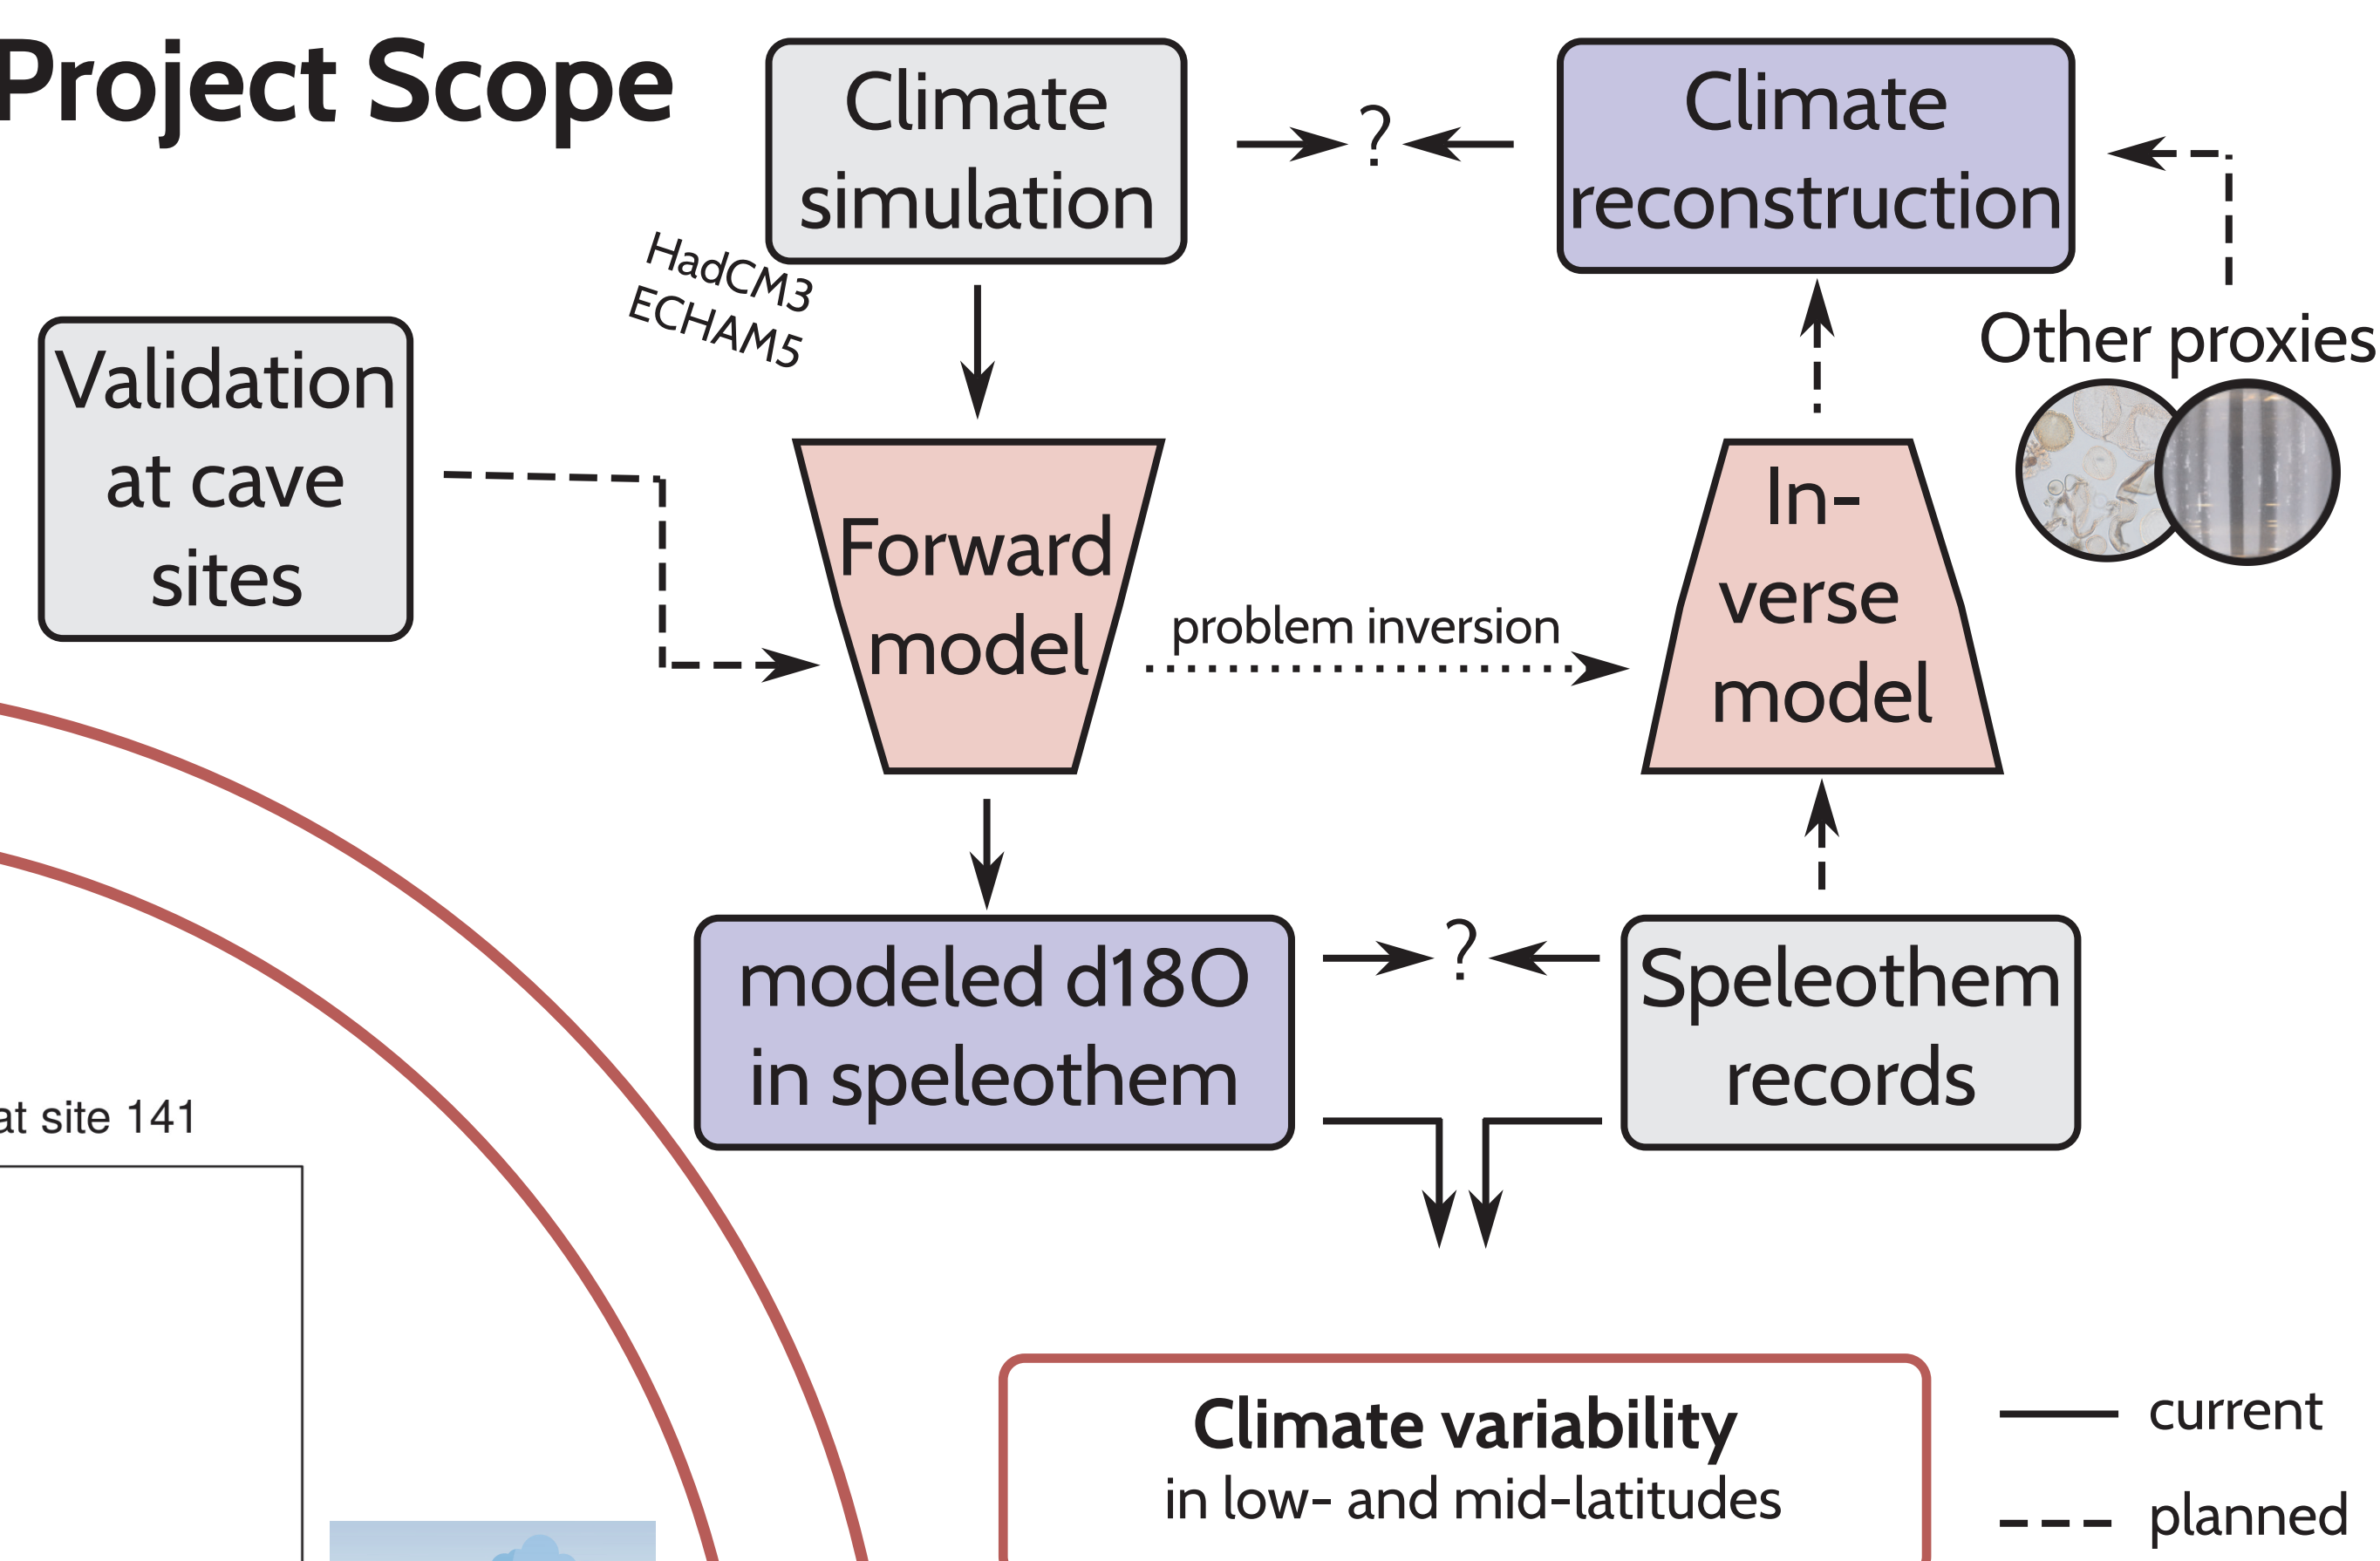 Project Scope
Climate
simulation
?
Climate
reconstruction
HadCM3
ECHAM5
Other proxies
Validation
at cave
sites
Forward
model
problem inversion
In-
verse
model
modeled d18O
in speleothem
?
Speleothem
records
at site 141
Climate variability
in low- and mid-latitudes
current
planned